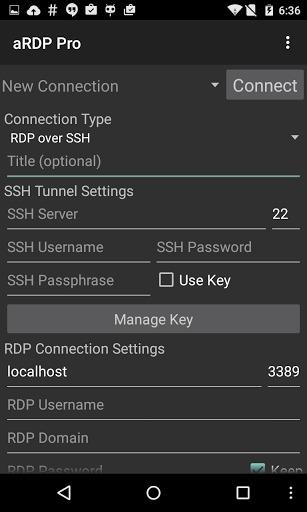 6:36
aRDP Pro
New Connection
Connect
Connection Type
RDP over SSH
Title (optional)
SSH Tunnel Settings
SSH Server 22
SSH Username SSH Password
SSH Passphrase Use Key
Manage Key
RDP Connection Settings
localhost 3389
RDP Username
RDP Domain
RDP Password Keep